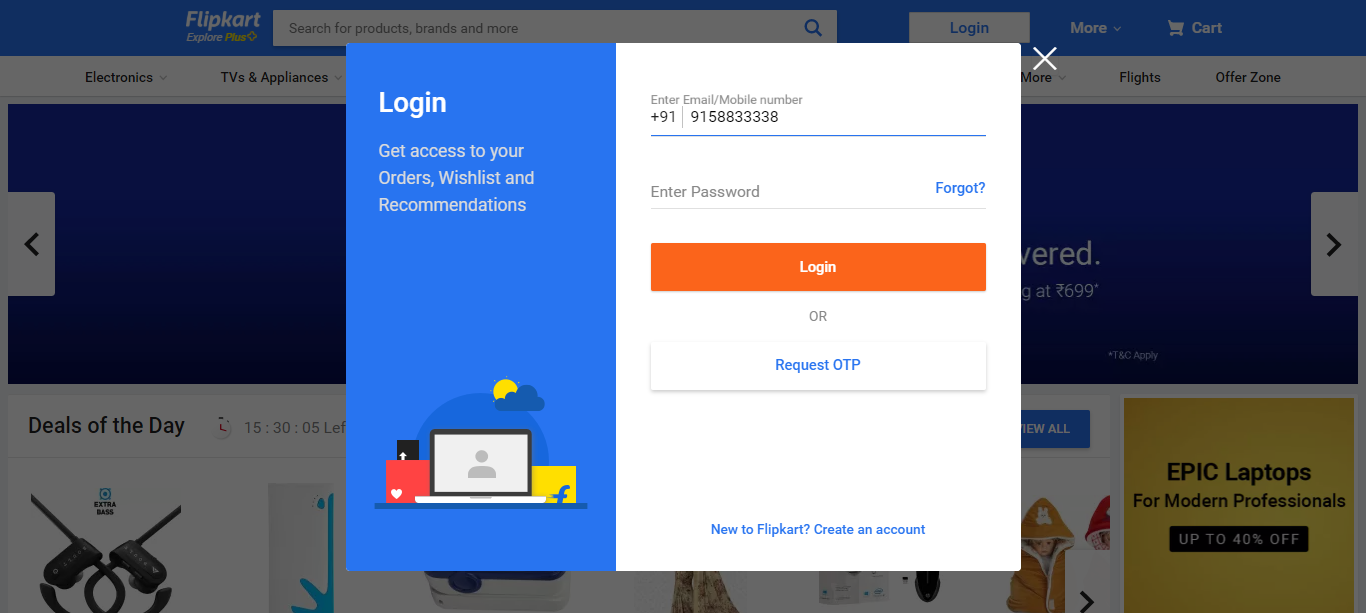 Flipkart
Explore Plus
Search for products, brands and more
Login
More
Cart
Electronics
TVs & Appliances
More
Flights
Offer Zone
Login
Get access to your
Orders, Wishlist and
Recommendations
Enter Email/Mobile number
+91 9158833338
Enter Password
Forgot?
Login
OR
Request OTP
New to Flipkart? Create an account
vered.
g at ₹699*
*T&C Apply
Deals of the Day
15 : 30 : 05 Lef
VIEW ALL
EXTRA
BASS
EPIC Laptops
For Modern Professionals
UP TO 40% OFF